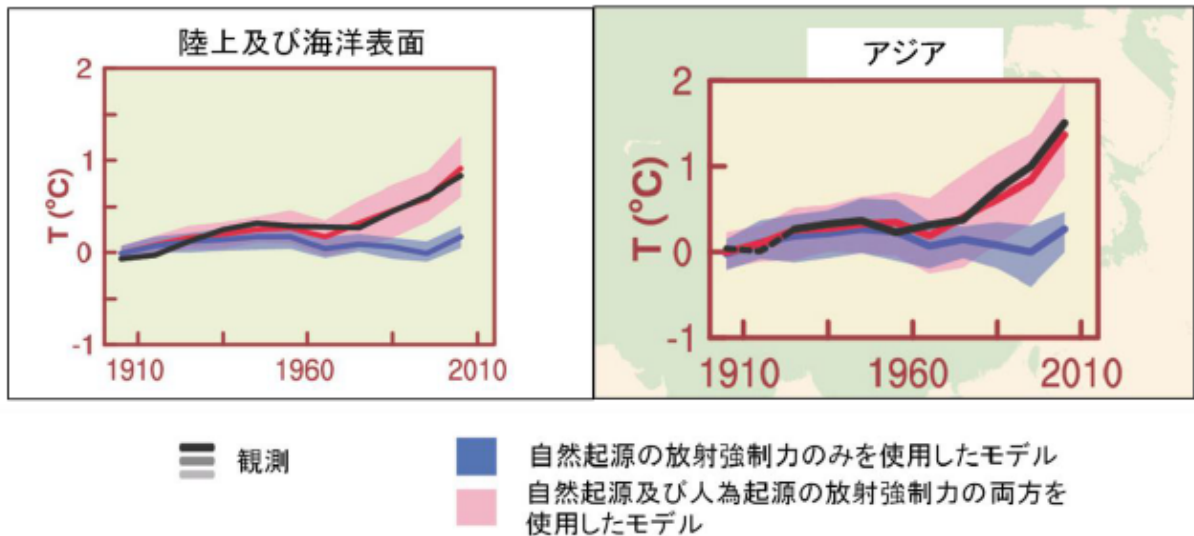 陸上及び海洋表面
2
1
0
-1
T (°C)
1910
1960
2010
アジア
2
1
0
-1
T (°C)
1910
1960
2010
観測
自然起源の放射強制力のみを使用したモデル
自然起源及び人為起源の放射強制力の両方を
使用したモデル